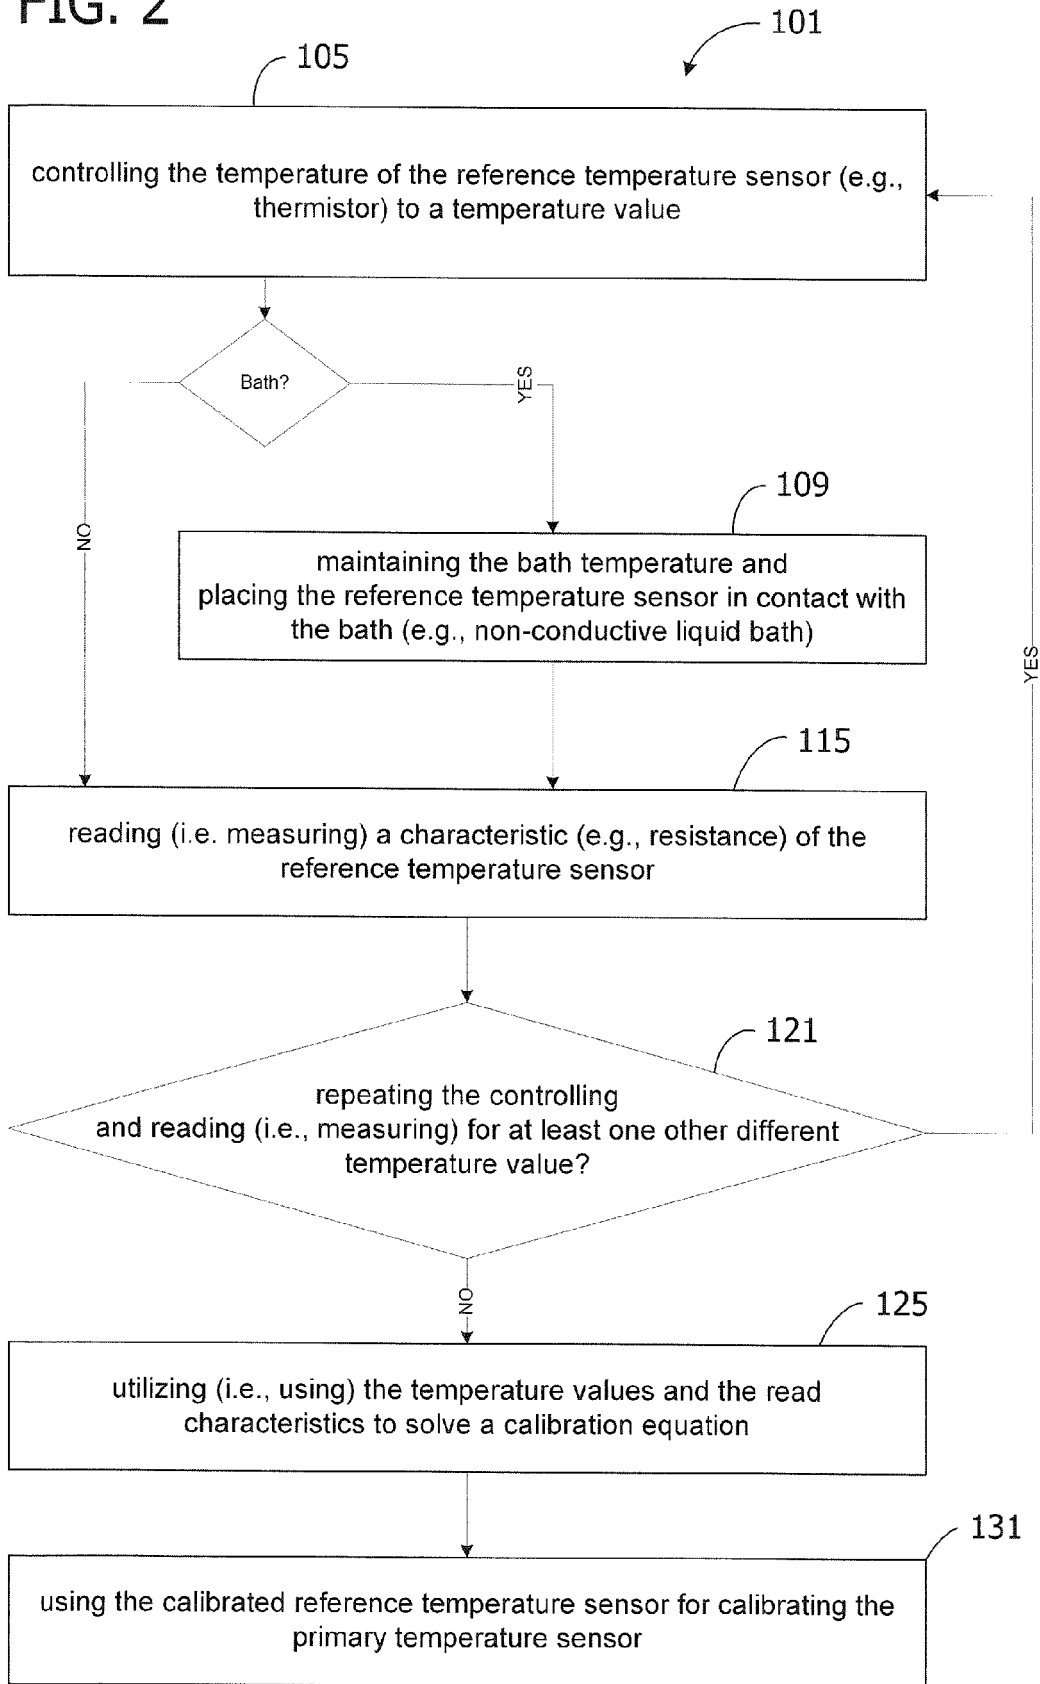 FIG. 2
101
105
controlling the temperature of the reference temperature sensor (e.g.,
thermistor) to a temperature value
Bath?
YES
NO
109
maintaining the bath temperature and
placing the reference temperature sensor in contact with
the bath (e.g., non-conductive liquid bath)
YES
115
reading (i.e. measuring) a characteristic (e.g., resistance) of the
reference temperature sensor
121
repeating the controlling
and reading (i.e., measuring) for at least one other different
temperature value?
NO
125
utilizing (i.e., using) the temperature values and the read
characteristics to solve a calibration equation
131
using the calibrated reference temperature sensor for calibrating the
primary temperature sensor